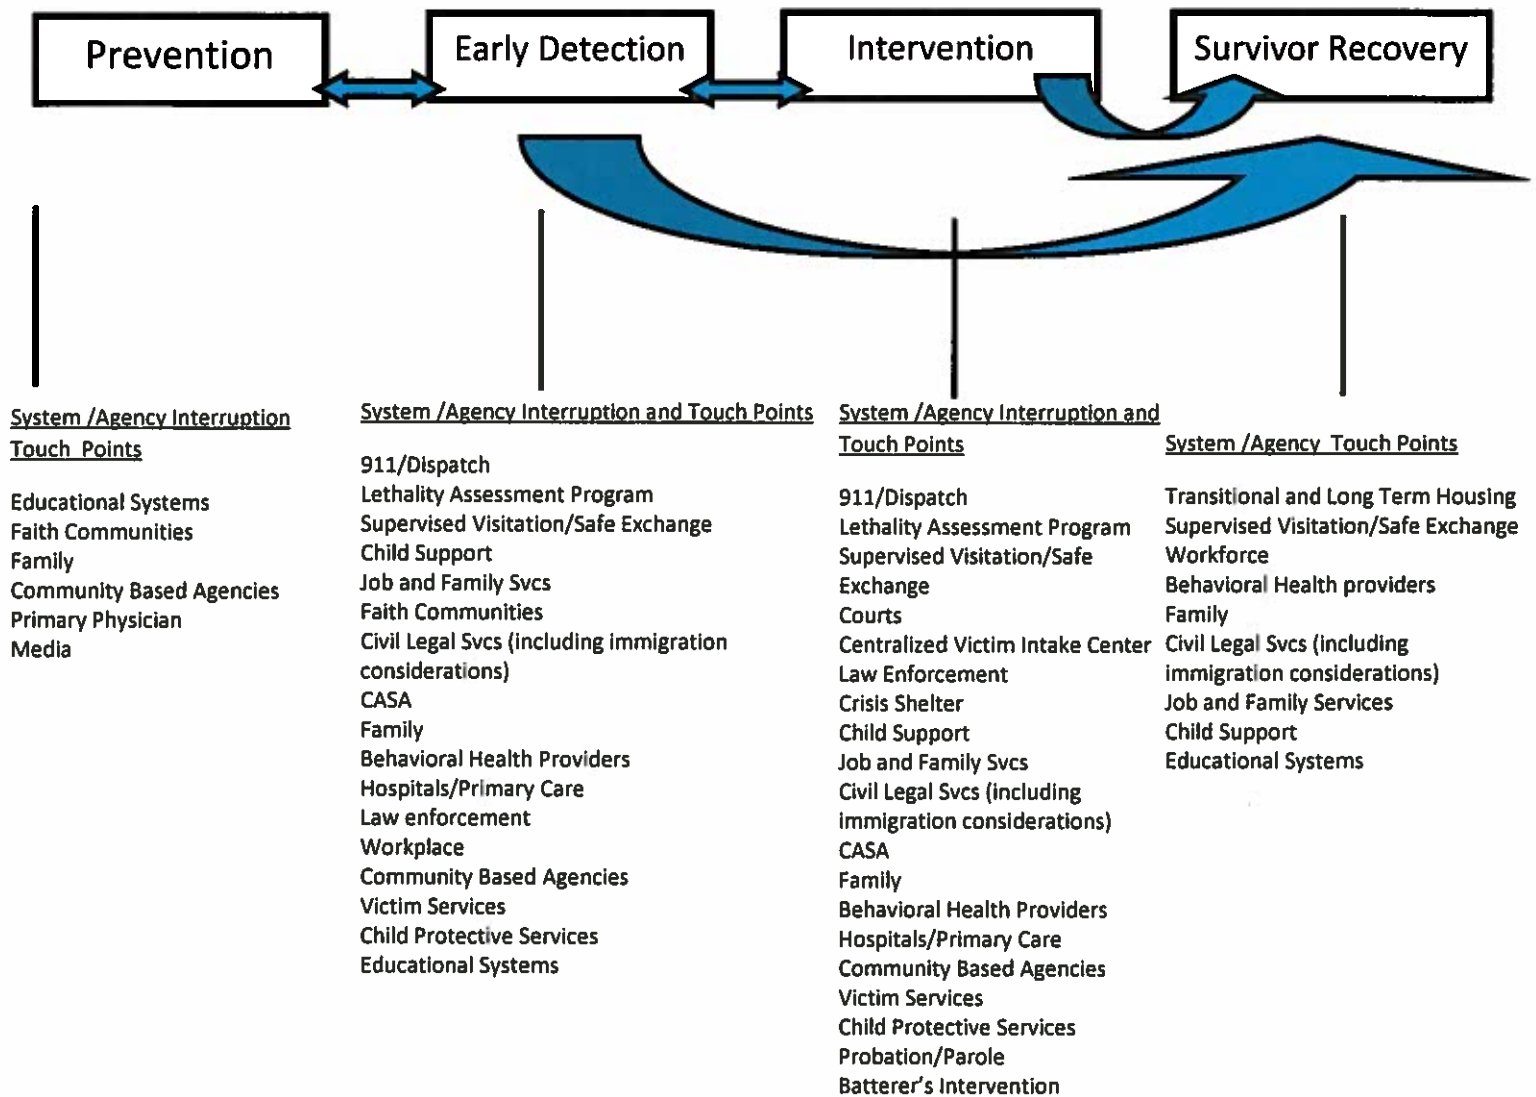 Prevention
Early Detection
Intervention
Survivor Recovery
System /Agency Interruption
Touch Points
Educational Systems
Faith Communities
Family
Community Based Agencies
Primary Physician
Media
System /Agency Interruption and Touch Points
911/Dispatch
Lethality Assessment Program
Supervised Visitation/Safe Exchange
Child Support
Job and Family Svcs
Faith Communities
Civil Legal Svcs (including immigration
considerations)
CASA
Family
Behavioral Health Providers
Hospitals/Primary Care
Law enforcement
Workplace
Community Based Agencies
Victim Services
Child Protective Services
Educational Systems
System /Agency Interruption and
Touch Points
911/Dispatch
Lethality Assessment Program
Supervised Visitation/Safe
Exchange
Courts
Centralized Victim Intake Center
Law Enforcement
Crisis Shelter
Child Support
Job and Family Svcs
Civil Legal Svcs (including
immigration considerations)
CASA
Family
Behavioral Health Providers
Hospitals/Primary Care
Community Based Agencies
Victim Services
Child Protective Services
Probation/Parole
Batterer's Intervention
System /Agency Touch Points
Transitional and Long Term Housing
Supervised Visitation/Safe Exchange
Workforce
Behavioral Health providers
Family
Civil Legal Svcs (including
immigration considerations)
Job and Family Services
Child Support
Educational Systems